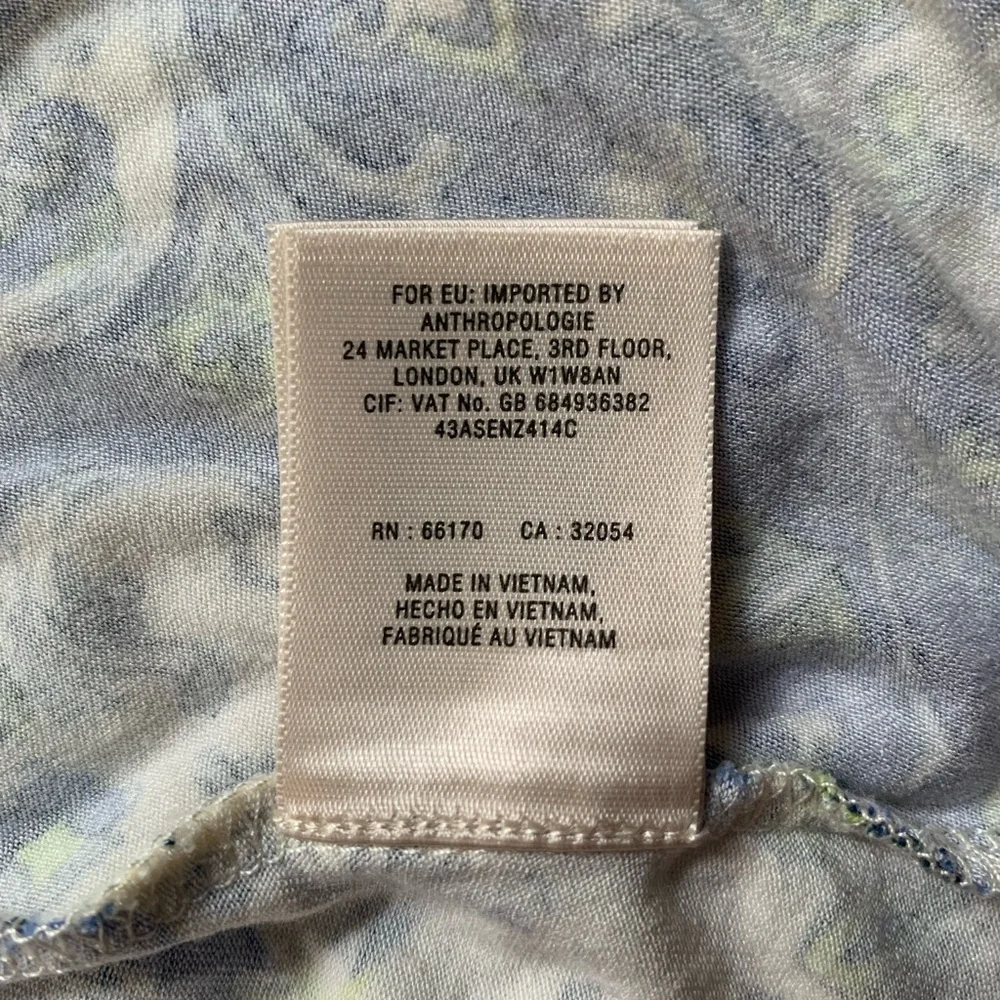 FOR EU: IMPORTED BY
ANTHROPOLOGIE
24 MARKET PLACE, 3RD FLOOR,
LONDON, UK W1W8AN
CIF: VAT No. GB 684936382
43ASENZ414C
RN : 66170 CA : 32054
MADE IN VIETNAM,
HECHO EN VIETNAM,
FABRIQUÉ AU VIETNAM